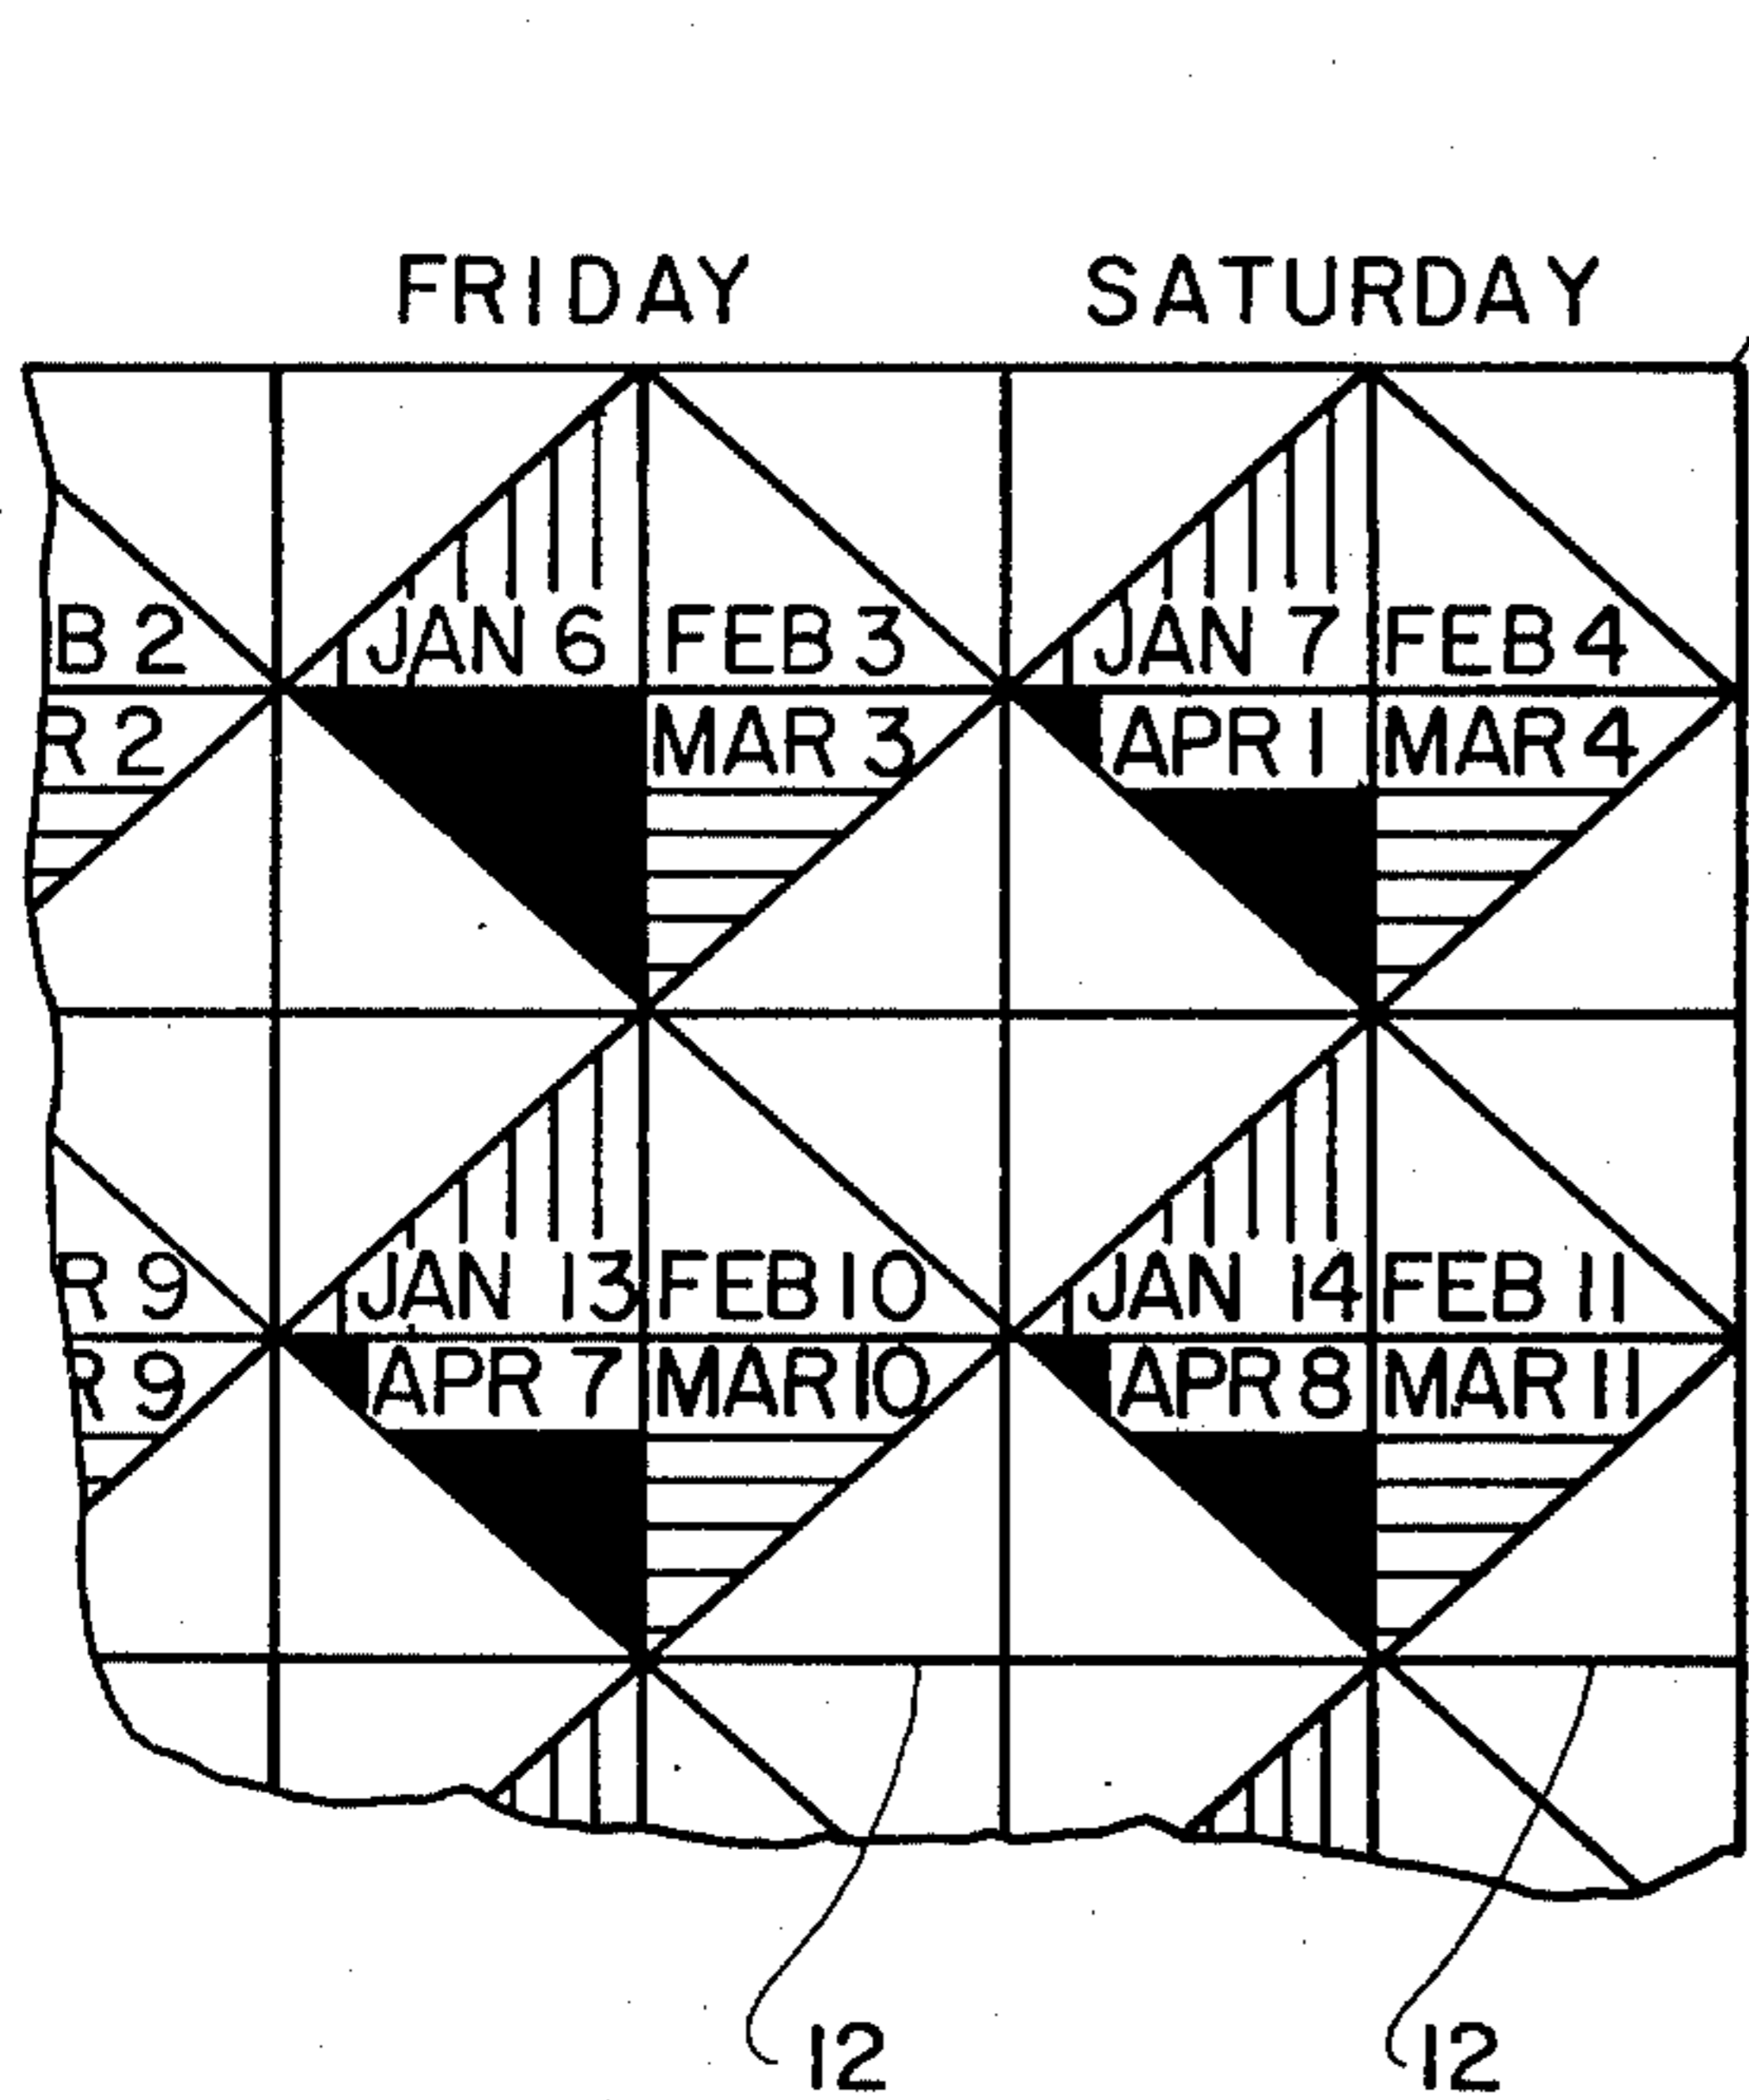 FRIDAY SATURDAY
B 2 JAN 6 FEB 3 JAN 7 FEB 4
R 2 MAR 3 APR 1 MAR 4
R 9 JAN 13 FEB 10 JAN 14 FEB 11
R 9 APR 7 MAR 10 APR 8 MAR 11
12 12